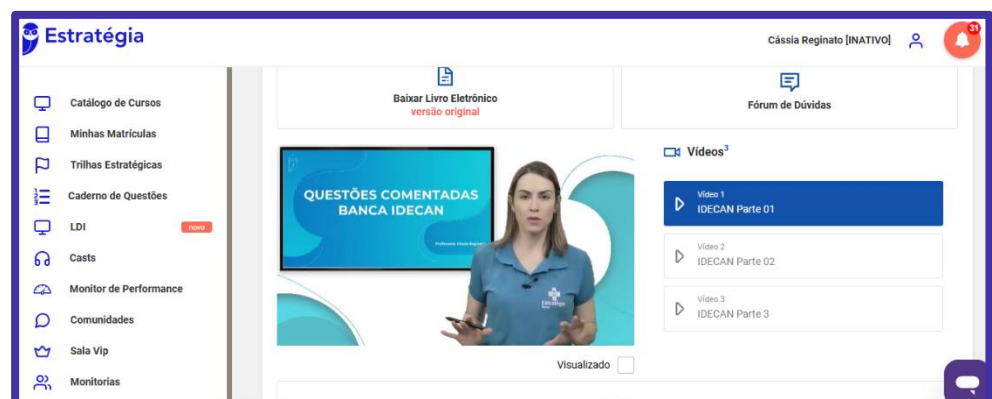 Estratégia
Cássia Reginato [INATIVO]
31
Catálogo de Cursos
Minhas Matrículas
Trilhas Estratégicas
Caderno de Questões
LDI
novo
Casts
Monitor de Performance
Comunidades
Sala Vip
Monitorias
Baixar Livro Eletrônico
versão original
Fórum de Dúvidas
QUESTÕES COMENTADAS
BANCA IDECAN
Estratégia
Visualizado
Vídeos3
Vídeo 1
IDECAN Parte 01
Vídeo 2
IDECAN Parte 02
Vídeo 3
IDECAN Parte 3